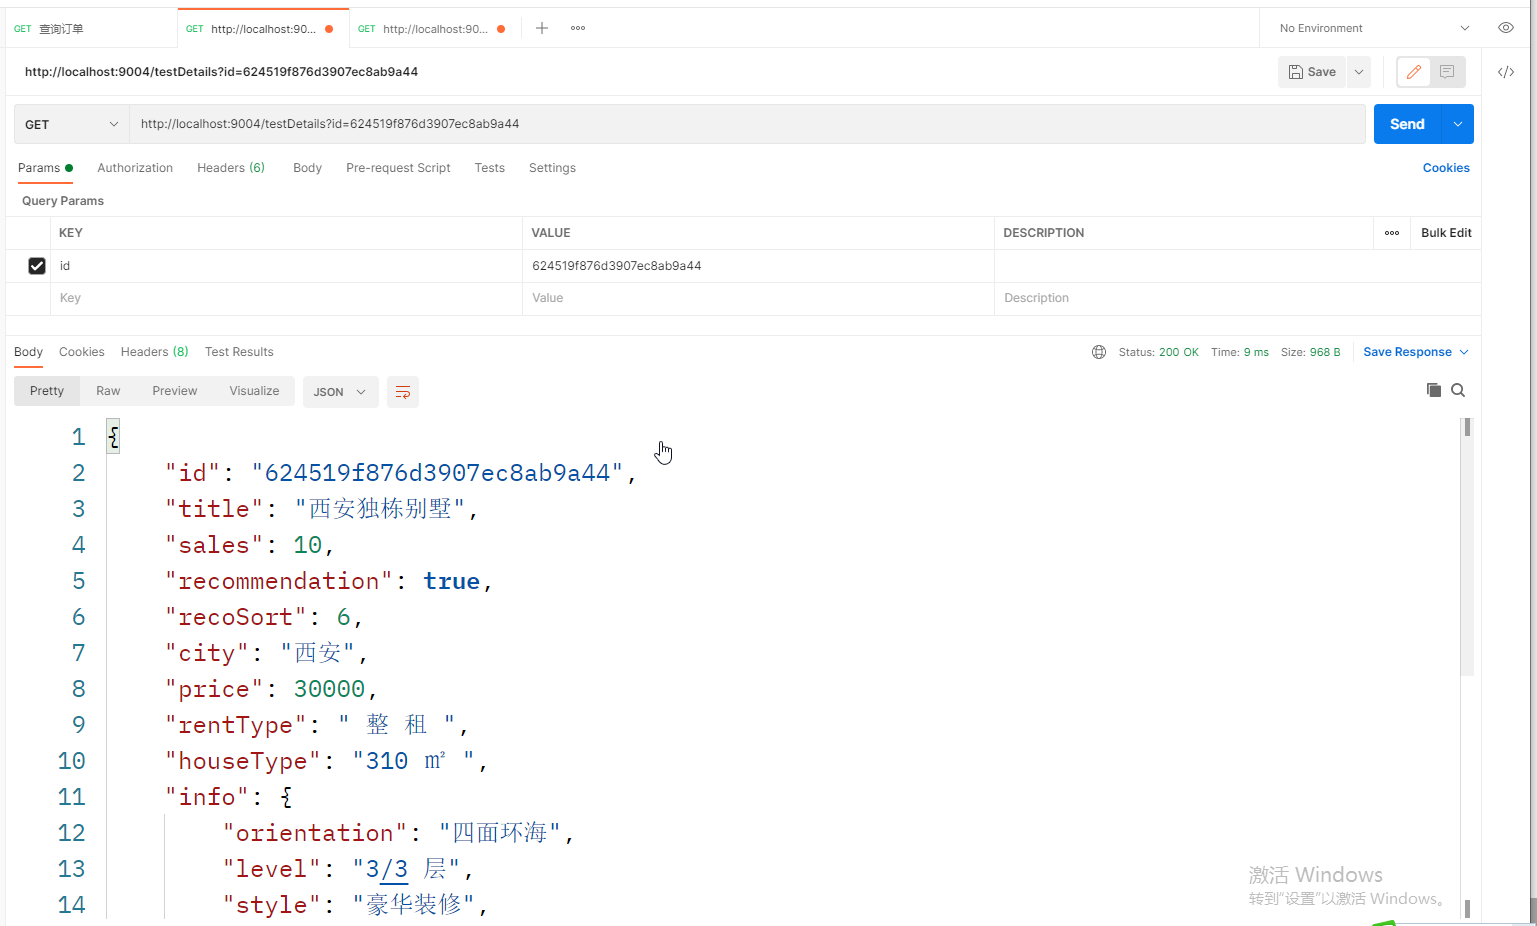 GET 查询订单 GET http://localhost:90... GET http://localhost:90... No Environment
http://localhost:9004/testDetails?id=624519f876d3907ec8ab9a44 Save
GET http://localhost:9004/testDetails?id=624519f876d3907ec8ab9a44 Send
Params Authorization Headers (6) Body Pre-request Script Tests Settings Cookies
Query Params
KEY VALUE DESCRIPTION Bulk Edit
id 624519f876d3907ec8ab9a44
Key Value Description
Body Cookies Headers (8) Test Results Status: 200 OK Time: 9 ms Size: 968 B Save Response
Pretty Raw Preview Visualize JSON
1 {
2 "id": "624519f876d3907ec8ab9a44",
3 "title": "西安独栋别墅",
4 "sales": 10,
5 "recommendation": true,
6 "recoSort": 6,
7 "city": "西安",
8 "price": 30000,
9 "rentType": " 整 租 ",
10 "houseType": "310 ㎡ ",
11 "info": {
12 "orientation": "四面环海",
13 "level": "3/3 层",
14 "style": "豪华装修",
激活 Windows
转到"设置"以激活 Windows。